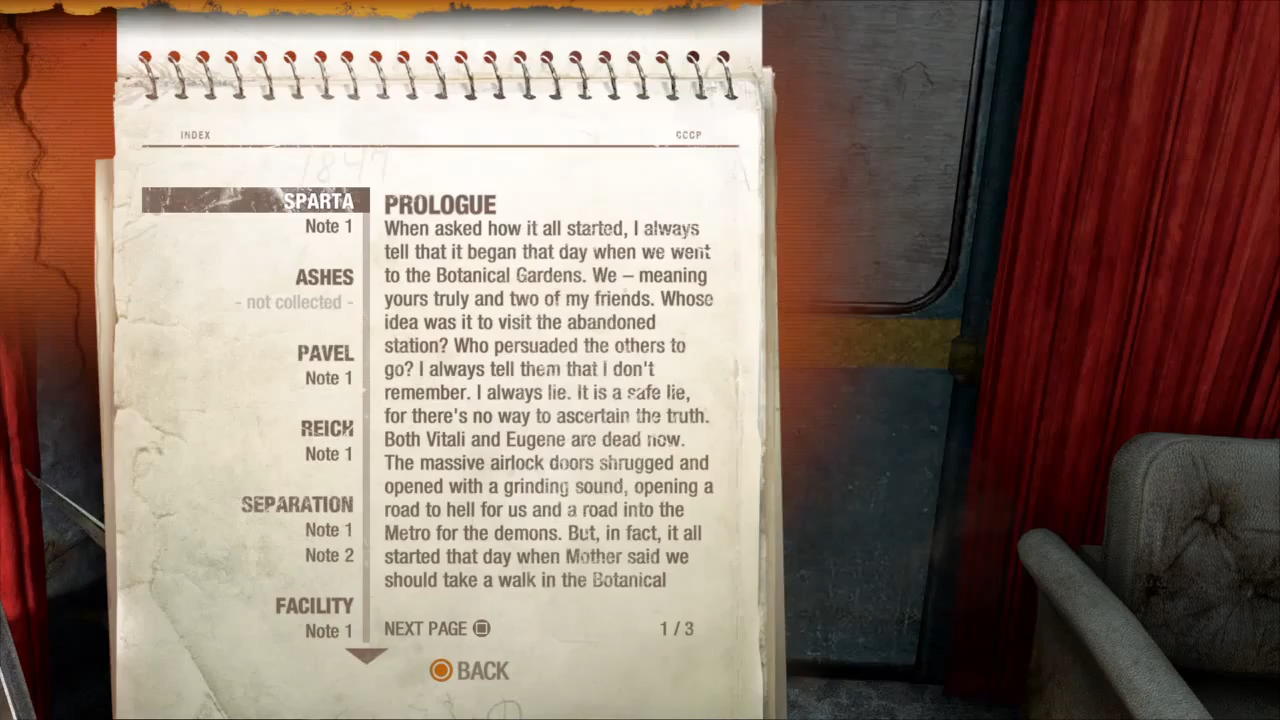 INDEX
CCCP
1847
SPARTA
Note 1
ASHES
- not collected -
PAVEL
Note 1
REICH
Note 1
SEPARATION
Note 1
Note 2
FACILITY
Note 1
PROLOGUE
When asked how it all started, I always
tell that it began that day when we went
to the Botanical Gardens. We – meaning
yours truly and two of my friends. Whose
idea was it to visit the abandoned
station? Who persuaded the others to
go? I always tell them that I don't
remember. I always lie. It is a safe lie,
for there's no way to ascertain the truth.
Both Vitali and Eugene are dead now.
The massive airlock doors shrugged and
opened with a grinding sound, opening a
road to hell for us and a road into the
Metro for the demons. But, in fact, it all
started that day when Mother said we
should take a walk in the Botanical
NEXT PAGE
1 / 3
BACK